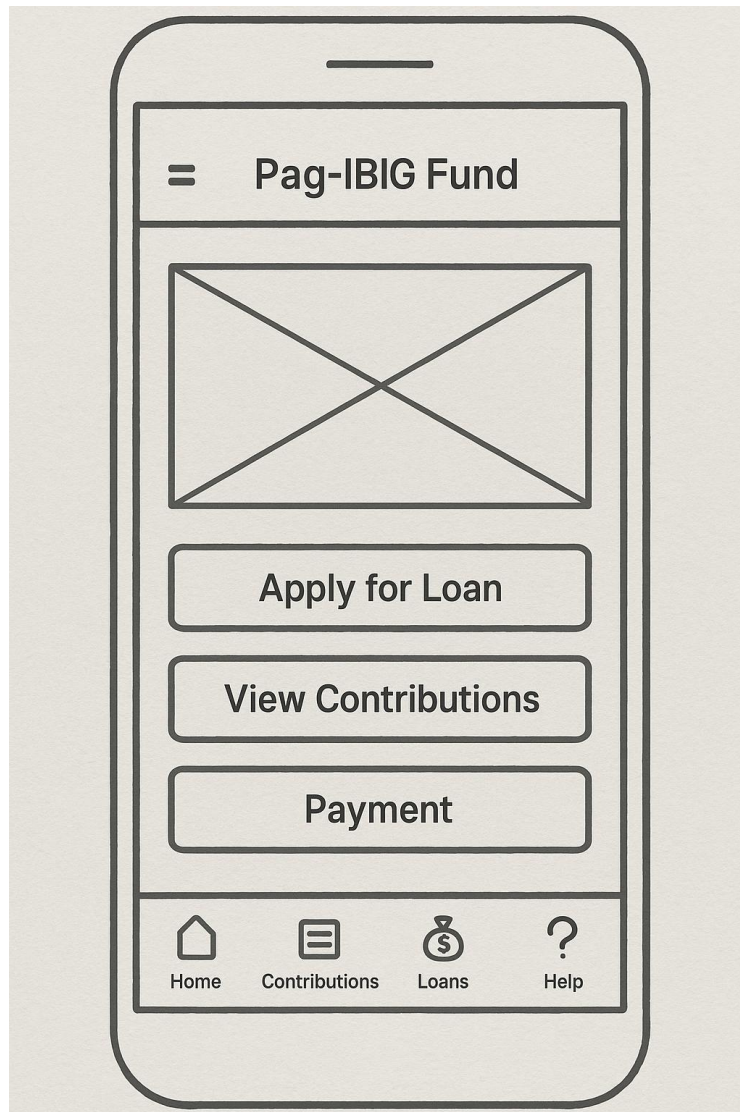 Pag-IBIG Fund
Apply for Loan
View Contributions
Payment
$
Home Contributions Loans Help